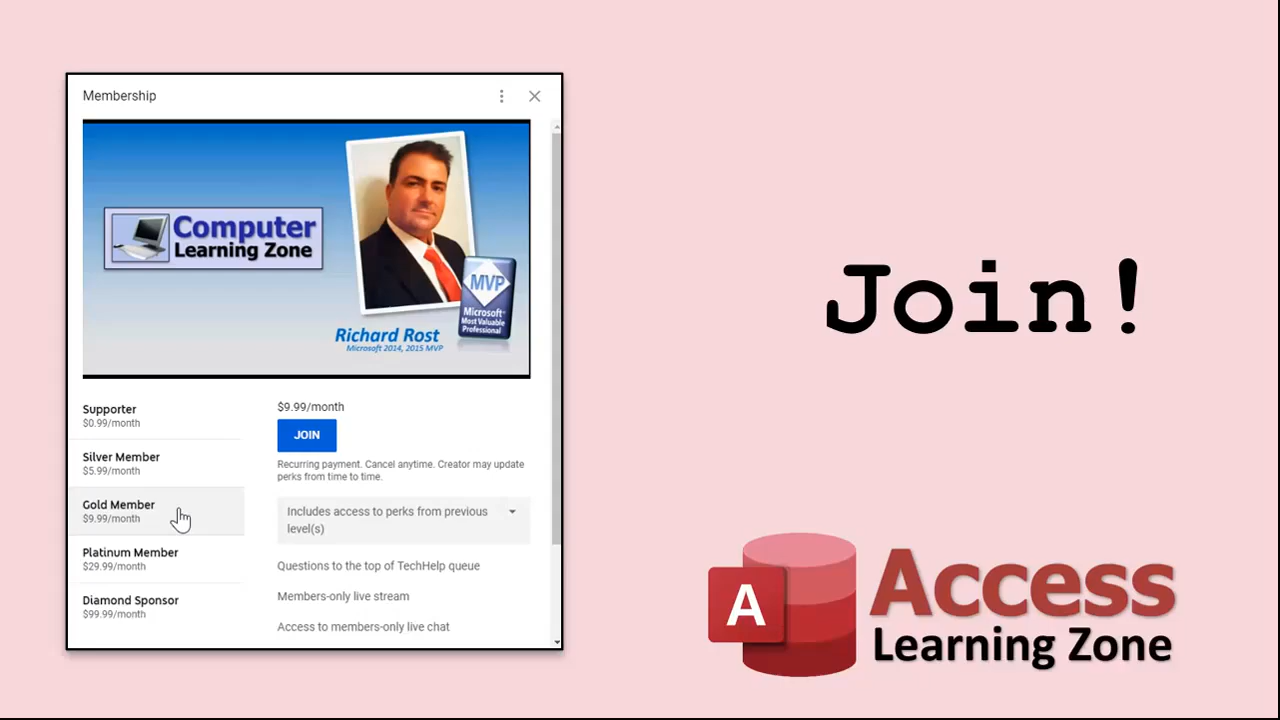 Membership
Computer
Learning Zone
MVP
Microsoft®
Most Valuable
Professional
Richard Rost
Microsoft 2014, 2015 MVP
Supporter
$0.99/month
Silver Member
$5.99/month
Gold Member
$9.99/month
Platinum Member
$29.99/month
Diamond Sponsor
$99.99/month
$9.99/month
JOIN
Recurring payment. Cancel anytime. Creator may update
perks from time to time.
Includes access to perks from previous
level(s)
Questions to the top of TechHelp queue
Members-only live stream
Access to members-only live chat
Join!
A
Access
Learning Zone